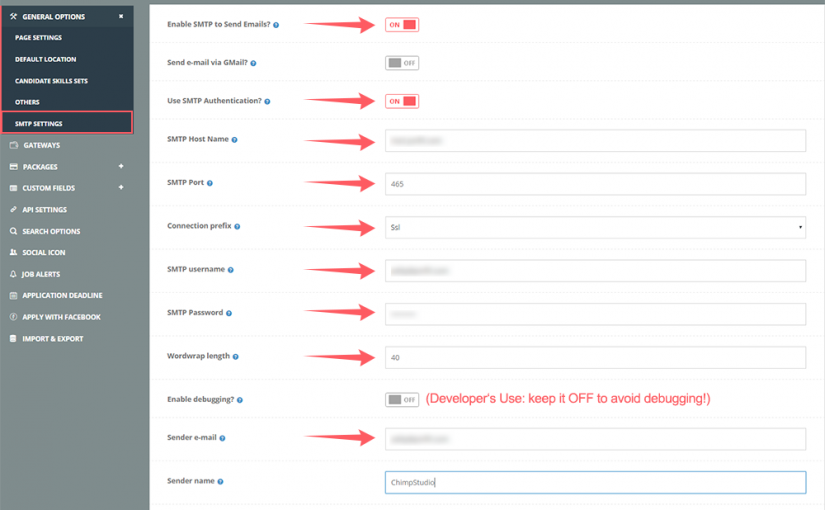 GENERAL OPTIONS
PAGE SETTINGS
DEFAULT LOCATION
CANDIDATE SKILLS SETS
OTHERS
SMTP SETTINGS
GATEWAYS
PACKAGES +
CUSTOM FIELDS +
API SETTINGS
SEARCH OPTIONS
SOCIAL ICON
JOB ALERTS
APPLICATION DEADLINE
APPLY WITH FACEBOOK
IMPORT & EXPORT
Enable SMTP to Send Emails? ON
Send e-mail via GMail? OFF
Use SMTP Authentication? ON
SMTP Host Name
SMTP Port 465
Connection prefix Ssl
SMTP username
SMTP Password
Wordwrap length 40
Enable debugging? OFF (Developer's Use: keep it OFF to avoid debugging!)
Sender e-mail
Sender name ChimpStudio